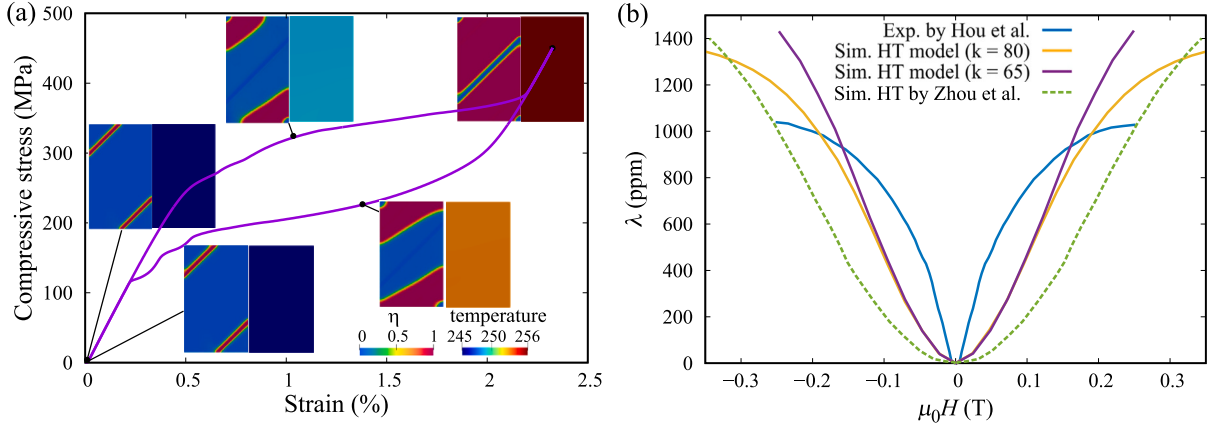 (a)
500
400
300
200
100
0
Compressive stress (MPa)
0
0.5
1
1.5
2
2.5
Strain (%)
η
0 0.5 1
temperature
245 250 256
(b)
1400
1200
1000
800
600
400
200
0
λ (ppm)
−0.3
−0.2
−0.1
0
0.1
0.2
0.3
μ0H (T)
Exp. by Hou et al.
Sim. HT model (k = 80)
Sim. HT model (k = 65)
Sim. HT by Zhou et al.